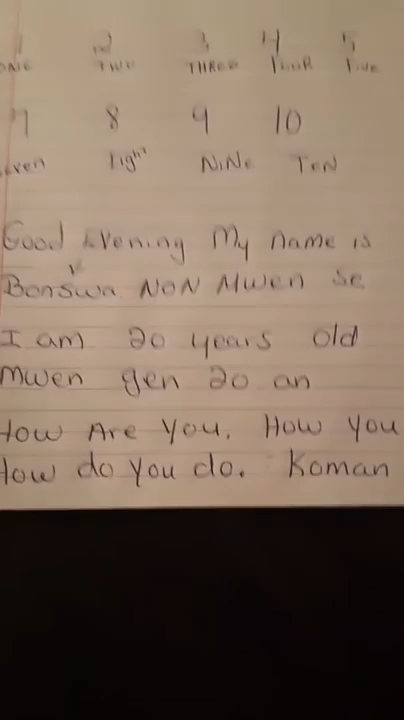 1 2 3 4 5
ONE TWO THREE FOUR Five
7 8 9 10
even Eight NINE TEN
Good Evening My name is
Bonswa NON Mwen se
I am 20 years old
mwen gen 20 an
How Are You. How you
How do you do. Koman